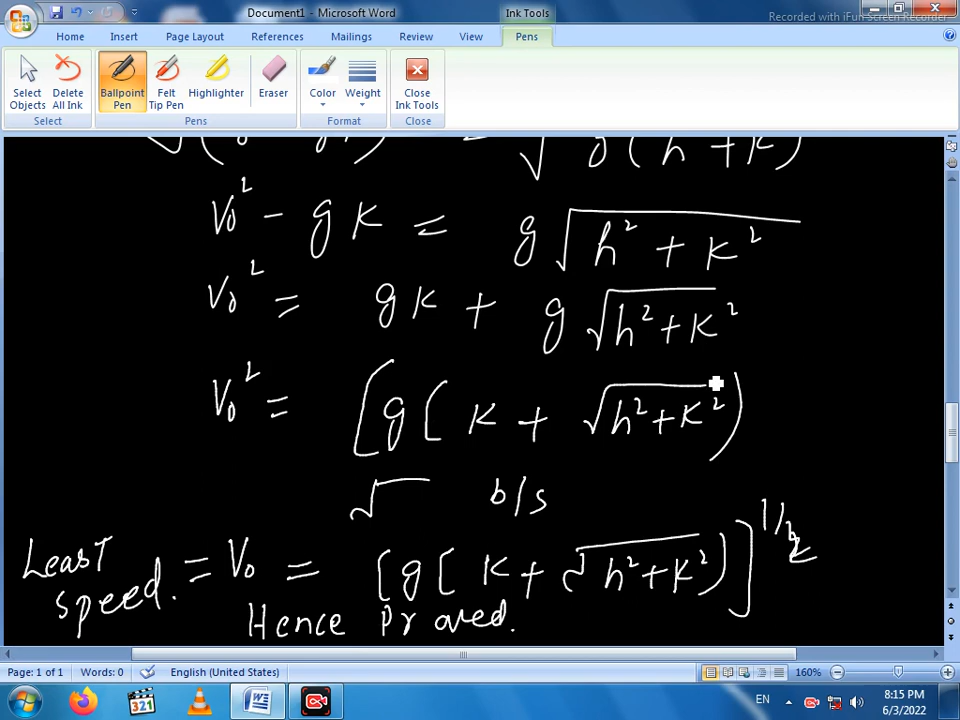 Document1 - Microsoft Word
Ink Tools
Recorded with iFun Screen Recorder
Home Insert Page Layout References Mailings Review View Pens
Select Objects
Delete All Ink
Ballpoint Pen
Felt Tip Pen
Highlighter
Eraser
Color
Weight
Close Ink Tools
Select Pens Format Close
V₀² - gk = g√(h² + k²)
V₀² = gk + g√(h²+k²)
V₀² = [g(k + √(h²+k²)
√ b/s
Least speed. = V₀ = [g[k + √(h²+k²)]^1/2
Hence Proved.
Page: 1 of 1 Words: 0 English (United States) 160%
321
EN 8:15 PM
6/3/2022